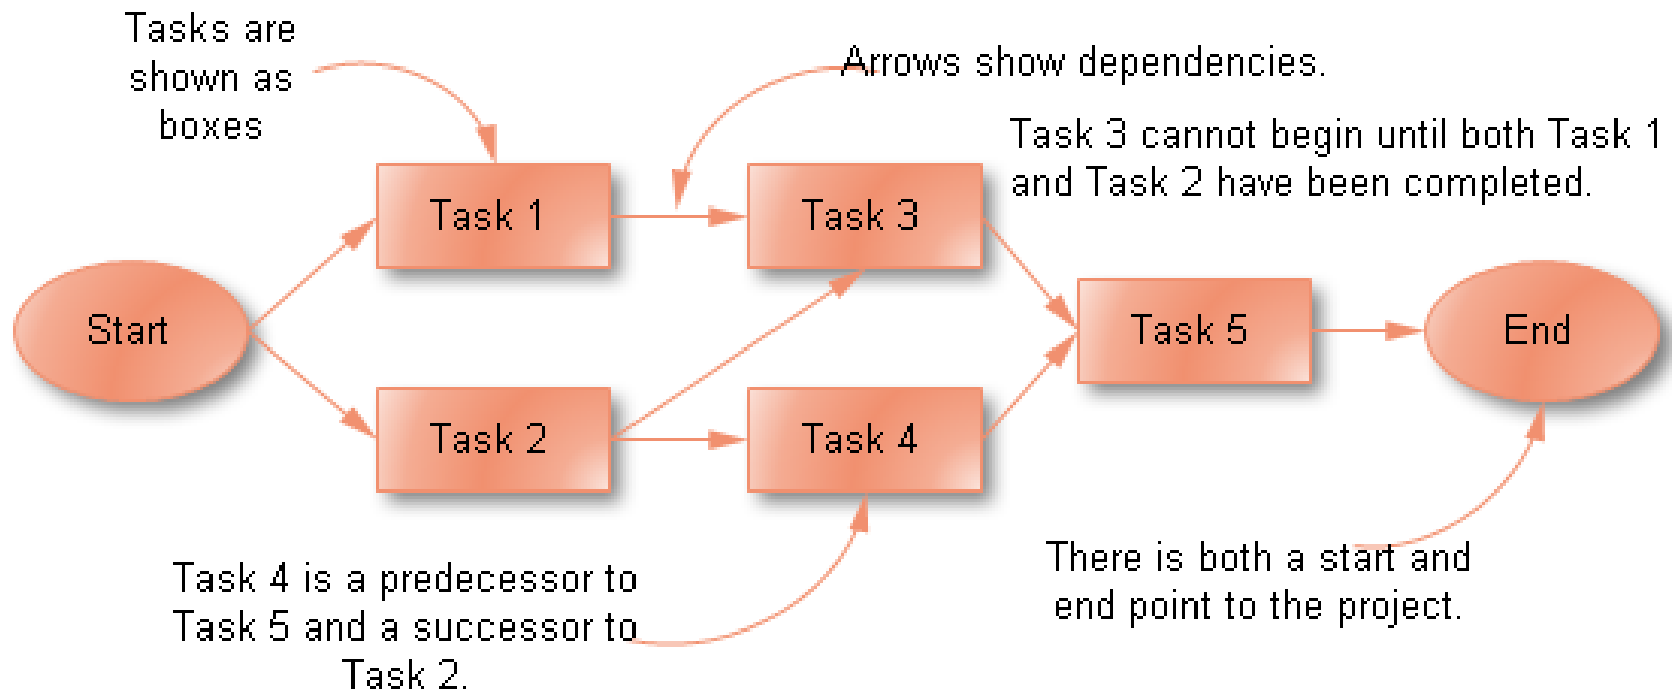 Tasks are
shown as
boxes
Arrows show dependencies.
Task 3 cannot begin until both Task 1
and Task 2 have been completed.
Task 1
Task 3
Start
Task 5
End
Task 2
Task 4
Task 4 is a predecessor to
Task 5 and a successor to
Task 2.
There is both a start and
end point to the project.